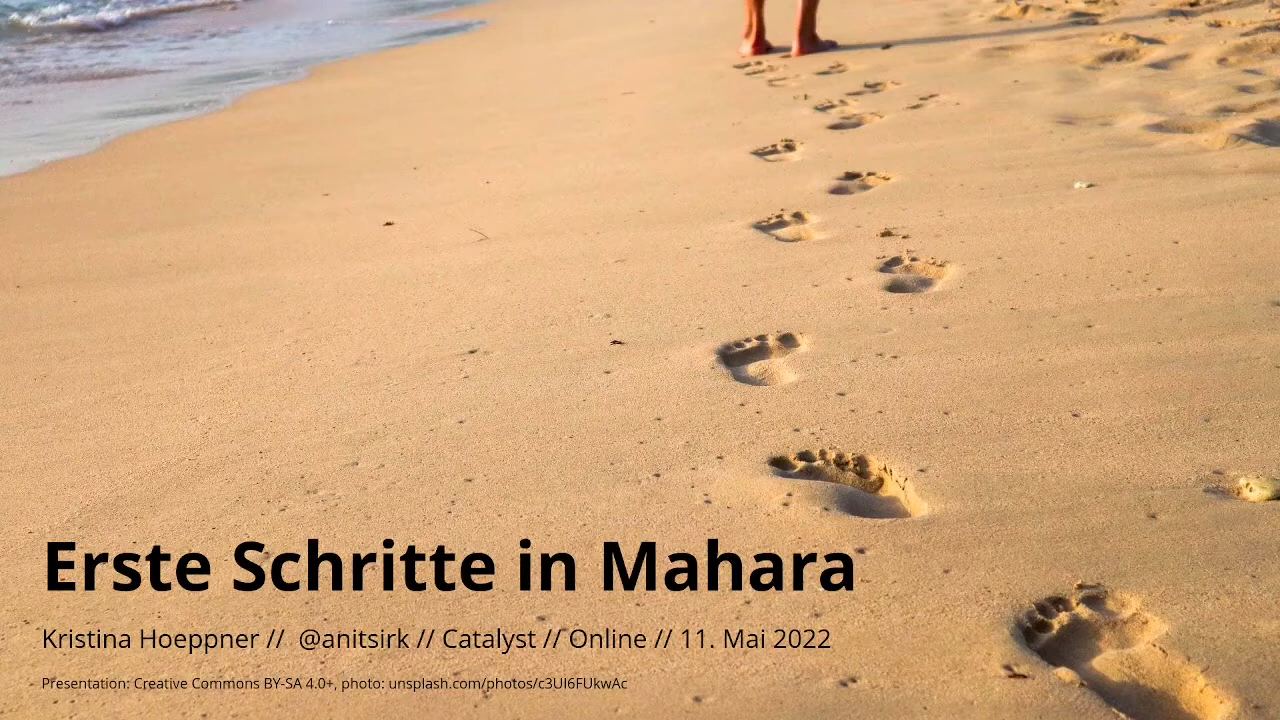 Erste Schritte in Mahara
Kristina Hoeppner // @anitsirk // Catalyst // Online // 11. Mai 2022
Presentation: Creative Commons BY-SA 4.0+, photo: unsplash.com/photos/c3UI6FUkwAc